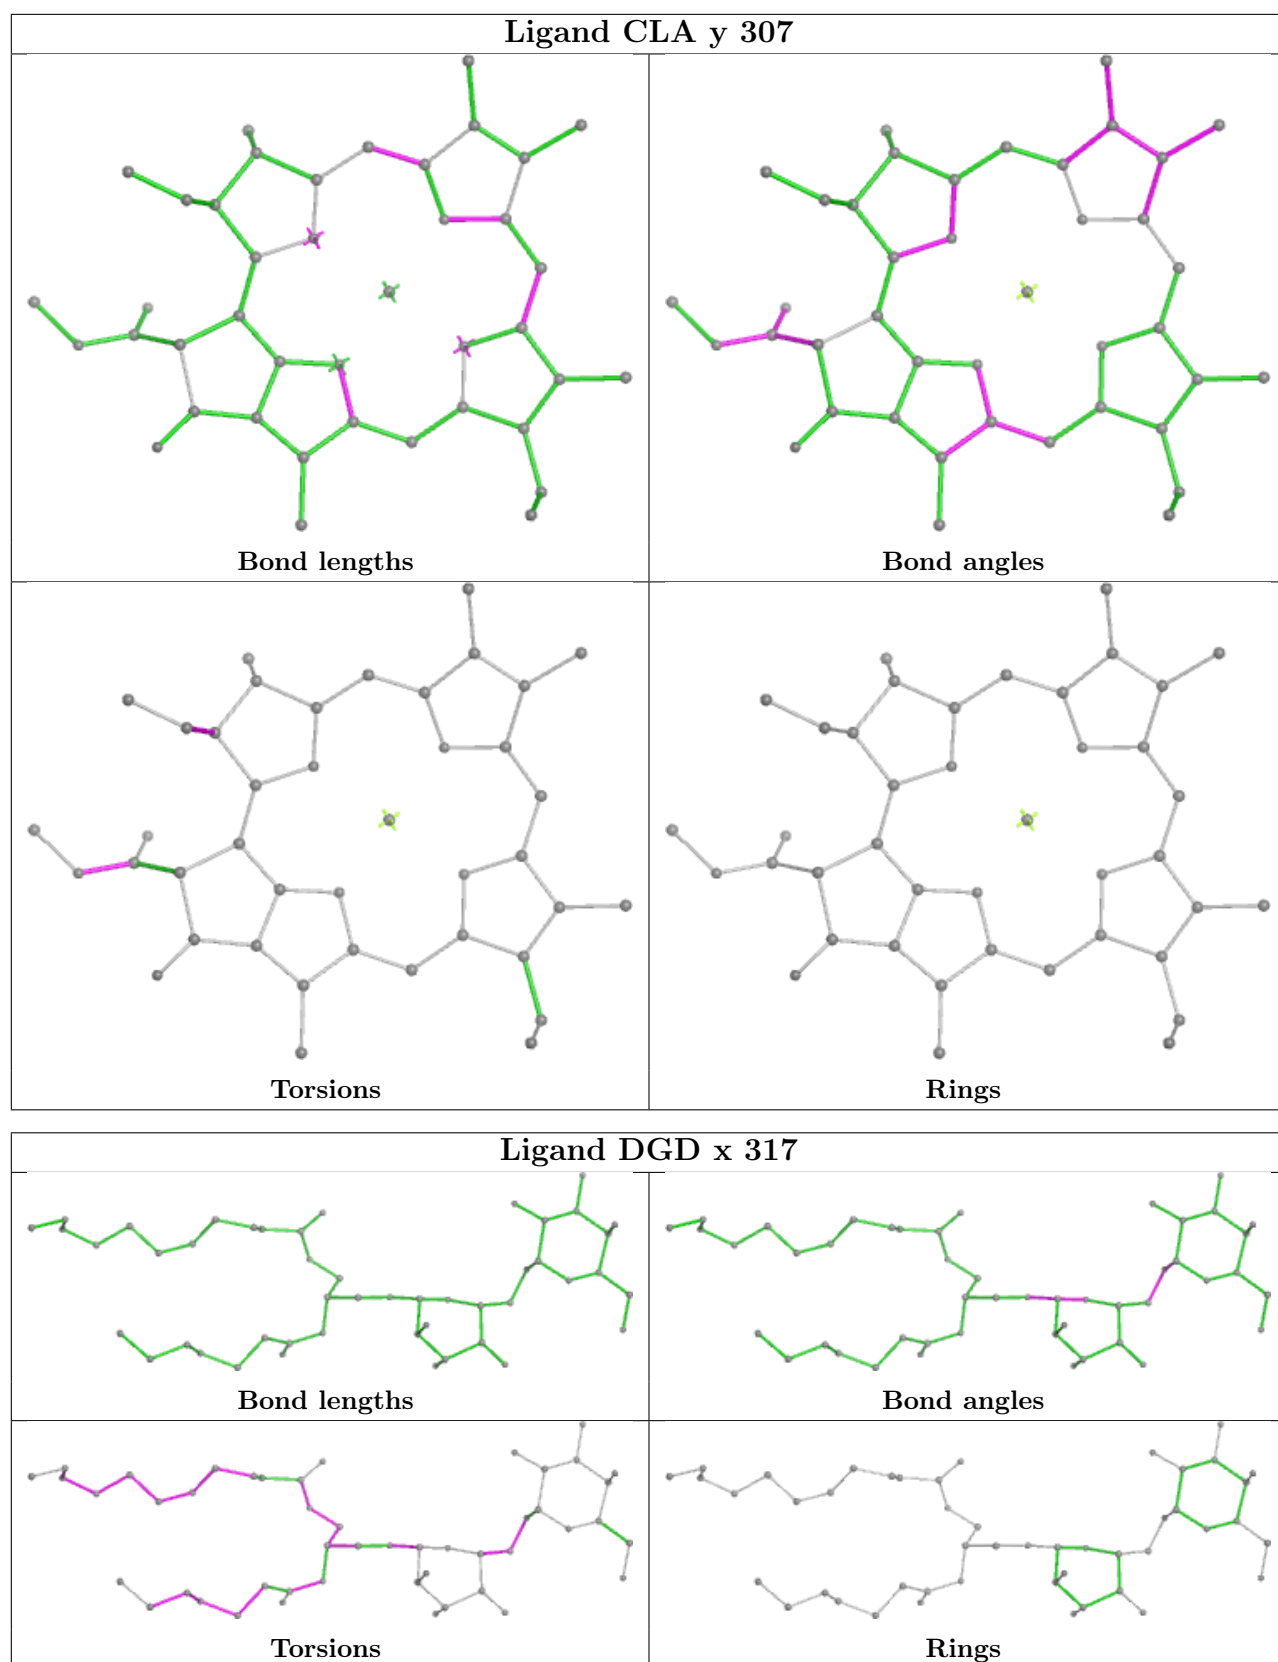 Ligand CLA y 307
Bond lengths
Bond angles
Torsions
Rings
Ligand DGD x 317
Bond lengths
Bond angles
Torsions
Rings